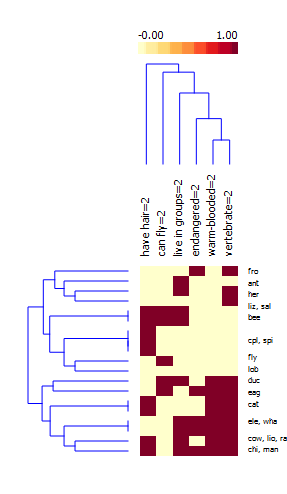 -0.00 1.00
have hair=2
can fly=2
live in groups=2
endangered=2
warm-blooded=2
vertebrate=2
fro
ant
her
liz, sal
bee
cpl, spi
fly
lob
duc
eag
cat
ele, wha
cow, lio, ra
chi, man